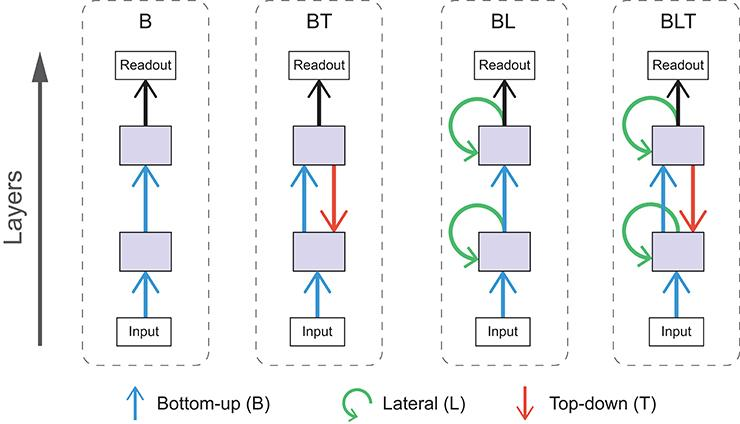 B
BT
BL
BLT
Readout
Readout
Readout
Readout
Layers
Input
Input
Input
Input
Bottom-up (B)
Lateral (L)
Top-down (T)